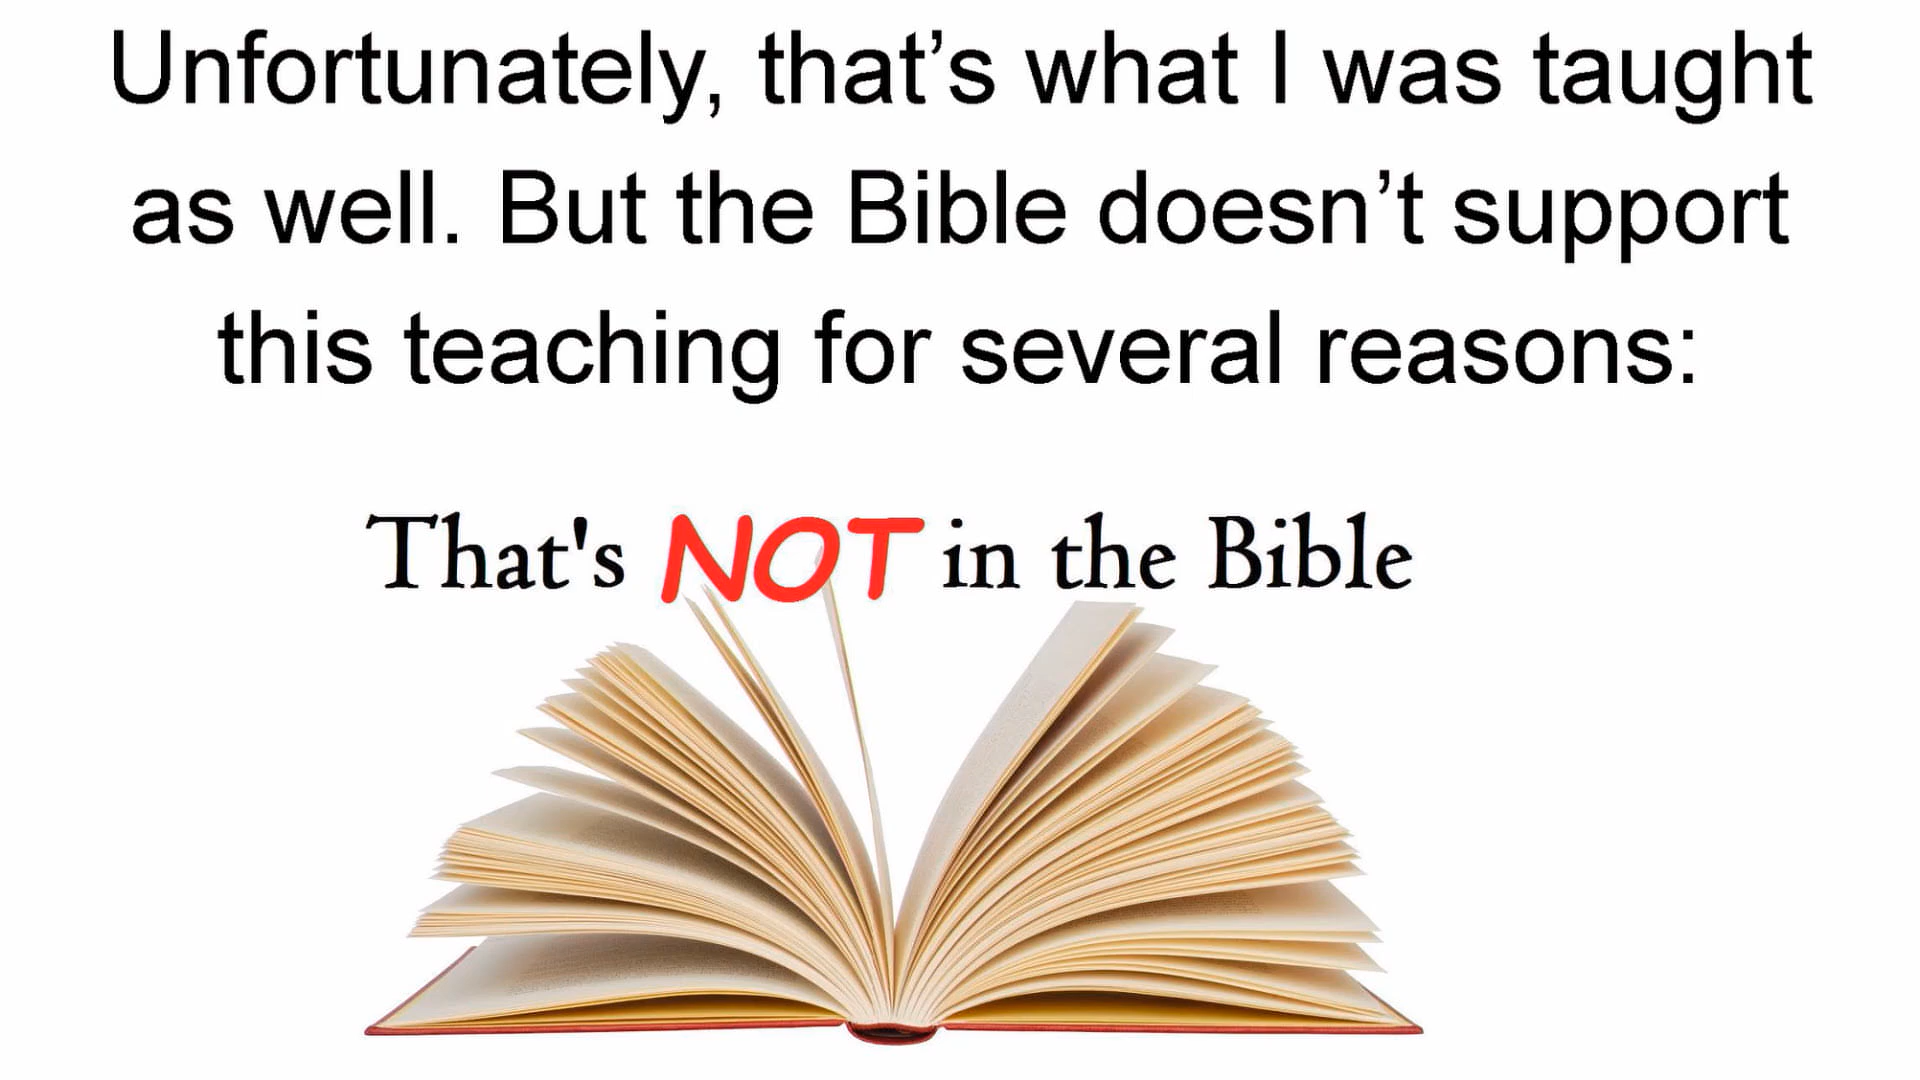 Unfortunately, that’s what I was taught
as well. But the Bible doesn’t support
this teaching for several reasons:
That's NOT in the Bible